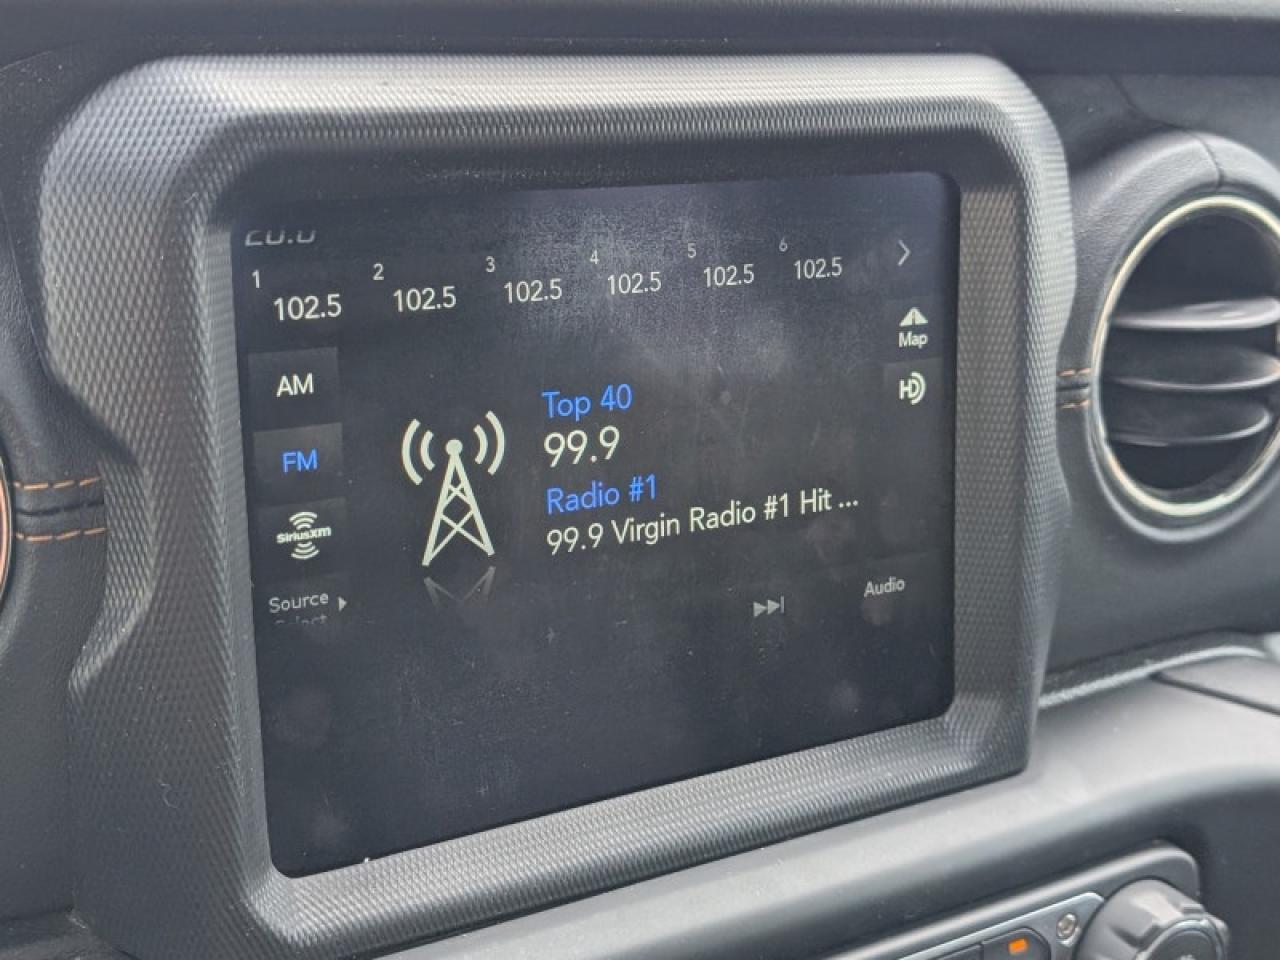 1 2 3 4 5 6
102.5 102.5 102.5 102.5 102.5 102.5
Map
HD
AM
FM
siriusxm
Source
Top 40
99.9
Radio #1
99.9 Virgin Radio #1 Hit ...
Audio